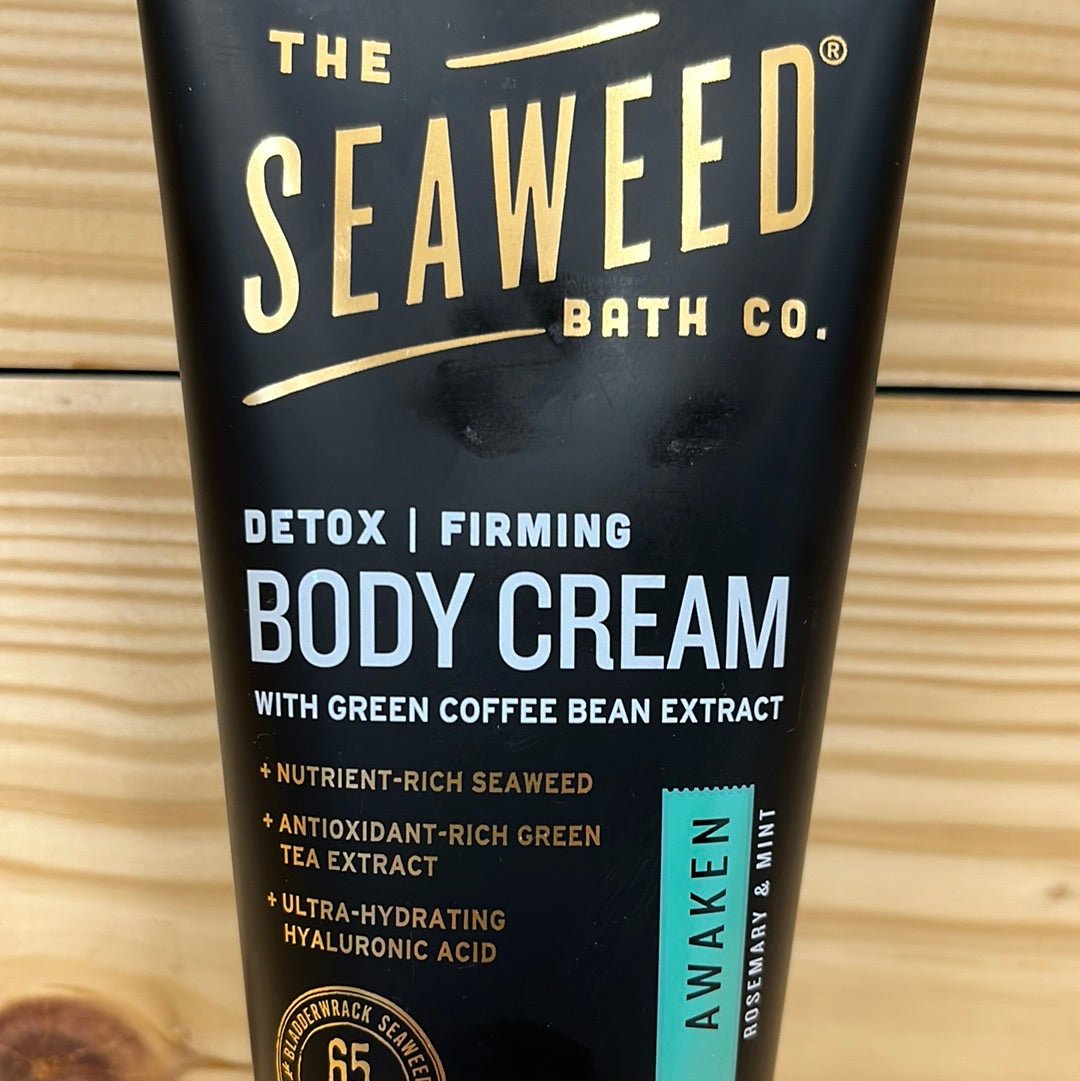 THE
SEAWEED®
BATH CO.
DETOX | FIRMING
BODY CREAM
WITH GREEN COFFEE BEAN EXTRACT
+ NUTRIENT-RICH SEAWEED
+ ANTIOXIDANT-RICH GREEN
TEA EXTRACT
+ ULTRA-HYDRATING
HYALURONIC ACID
BLADDERWRACK SEAWEED
65
AWAKEN
ROSEMARY & MINT